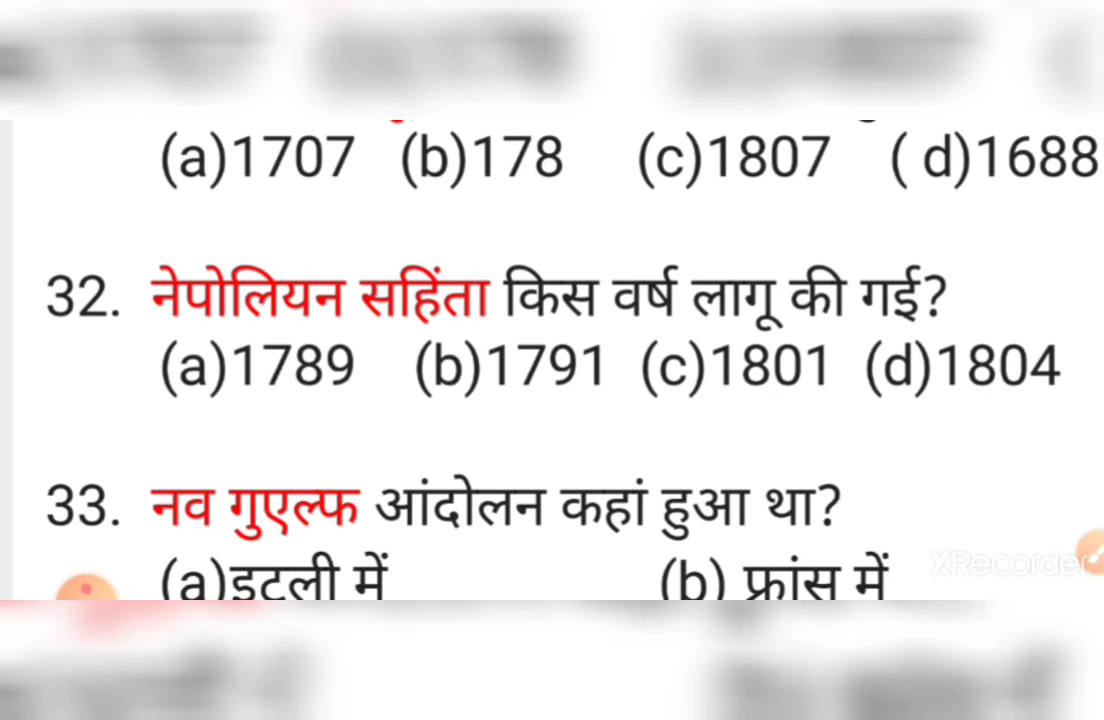 (a)1707 (b)178 (c)1807 ( d)1688
32. नेपोलियन सहिंता किस वर्ष लागू की गई?
(a)1789 (b)1791 (c)1801 (d)1804
33. नव गुएल्फ आंदोलन कहां हुआ था?
(a)इटली में (b) फ्रांस में
XRecorder